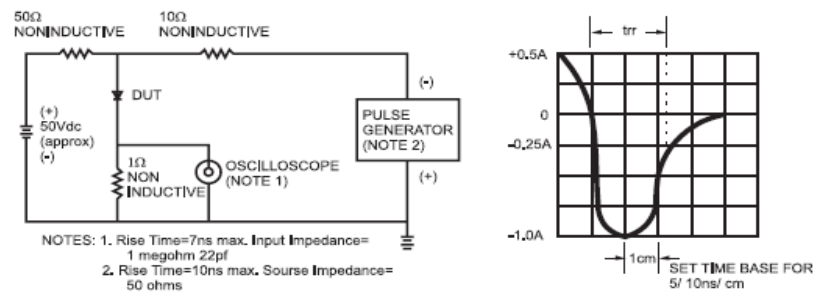 50Ω
NONINDUCTIVE
10Ω
NONINDUCTIVE
DUT
(+)
50Vdc
(approx)
(-)
1Ω
NON
INDUCTIVE
OSCILLOSCOPE
(NOTE 1)
(-)
PULSE
GENERATOR
(NOTE 2)
(+)
NOTES: 1. Rise Time=7ns max. Input Impedance=
1 megohm 22pf
2. Rise Time=10ns max. Sourse Impedance=
50 ohms
trr
+0.5A
0
-0.25A
-1.0A
1cm
SET TIME BASE FOR
5/ 10ns/ cm